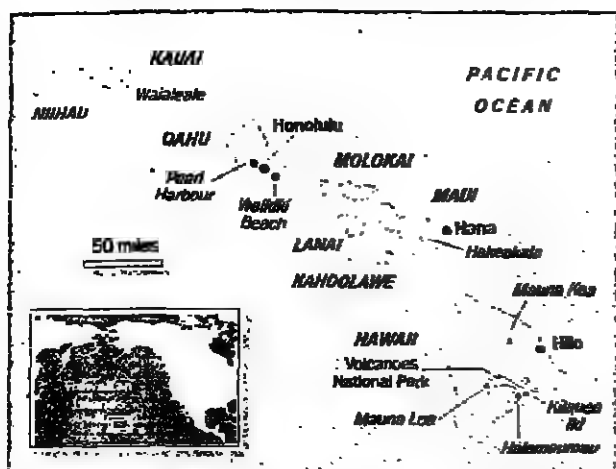 KAUAI
Waialeale
NIIHAU
PACIFIC
OCEAN
OAHU
Honolulu
Pearl
Harbour
Waikiki
Beach
MOLOKAI
MAUI
Hana
Haleakala
LANAI
KAHOOLAWE
50 miles
Mauna Kea
HAWAII
Hilo
Volcanoes
National Park
Mauna Loa
Kilauea
Iki
Halemaumau